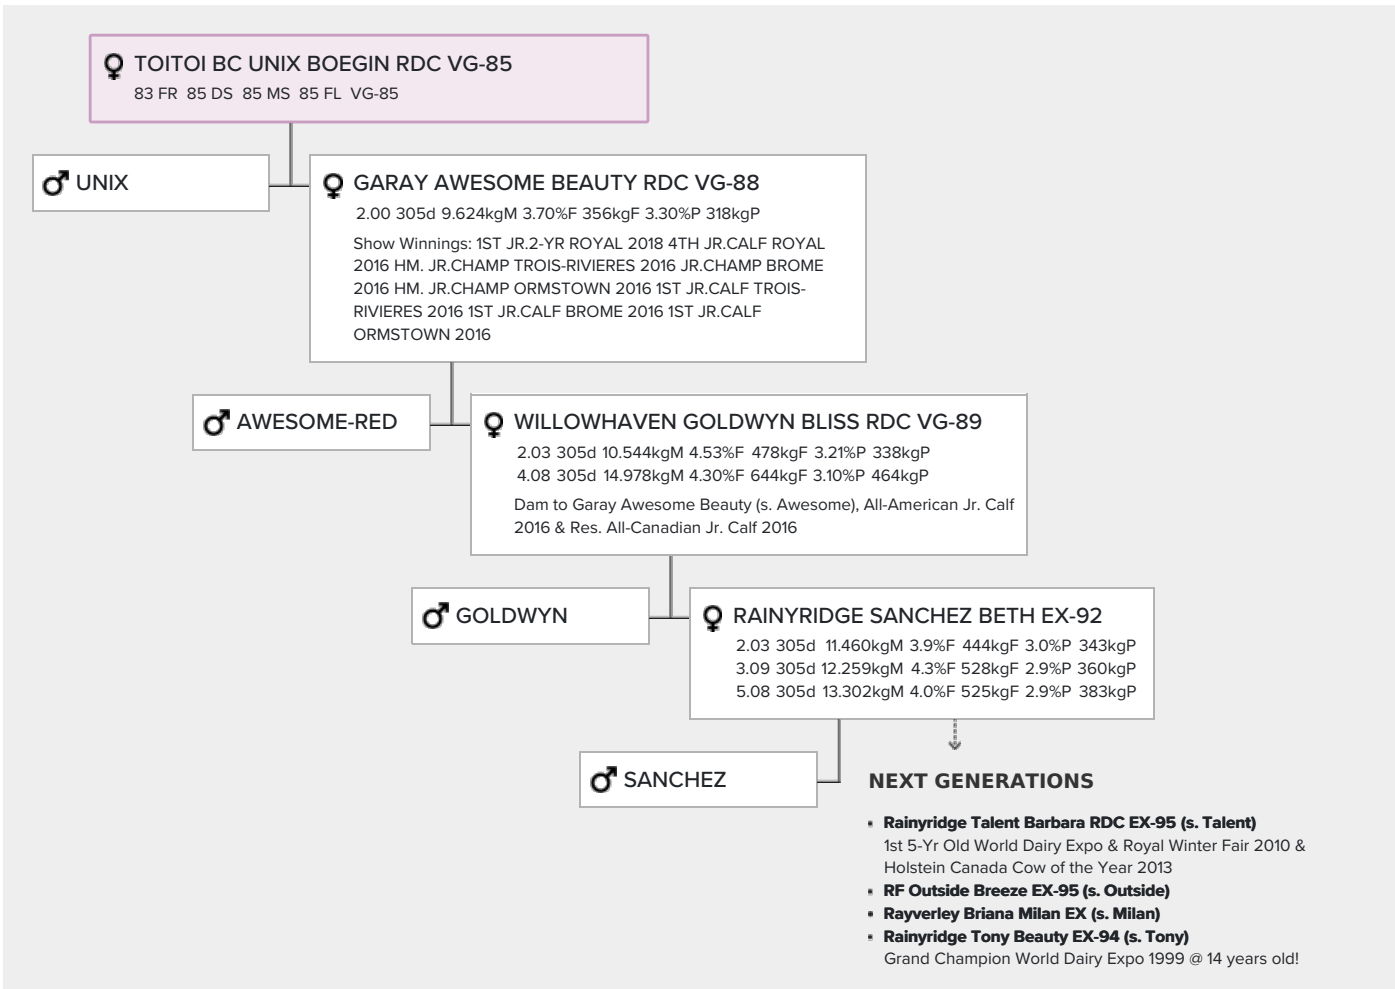 TOITOI BC UNIX BOEGIN RDC VG-85
83 FR 85 DS 85 MS 85 FL VG-85
UNIX
GARAY AWESOME BEAUTY RDC VG-88
2.00 305d 9.624kgM 3.70%F 356kgF 3.30%P 318kgP
Show Winnings: 1ST JR.2-YR ROYAL 2018 4TH JR.CALF ROYAL
2016 HM. JR.CHAMP TROIS-RIVIERES 2016 JR.CHAMP BROME
2016 HM. JR.CHAMP ORMSTOWN 2016 1ST JR.CALF TROIS-
RIVIERES 2016 1ST JR.CALF BROME 2016 1ST JR.CALF
ORMSTOWN 2016
AWESOME-RED
WILLOWHAVEN GOLDWYN BLISS RDC VG-89
2.03 305d 10.544kgM 4.53%F 478kgF 3.21%P 338kgP
4.08 305d 14.978kgM 4.30%F 644kgF 3.10%P 464kgP
Dam to Garay Awesome Beauty (s. Awesome), All-American Jr. Calf
2016 & Res. All-Canadian Jr. Calf 2016
GOLDWYN
RAINYRIDGE SANCHEZ BETH EX-92
2.03 305d 11.460kgM 3.9%F 444kgF 3.0%P 343kgP
3.09 305d 12.259kgM 4.3%F 528kgF 2.9%P 360kgP
5.08 305d 13.302kgM 4.0%F 525kgF 2.9%P 383kgP
SANCHEZ
NEXT GENERATIONS
Rainyridge Talent Barbara RDC EX-95 (s. Talent)
1st 5-Yr Old World Dairy Expo & Royal Winter Fair 2010 &
Holstein Canada Cow of the Year 2013
RF Outside Breeze EX-95 (s. Outside)
Rayverley Briana Milan EX (s. Milan)
Rainyridge Tony Beauty EX-94 (s. Tony)
Grand Champion World Dairy Expo 1999 @ 14 years old!